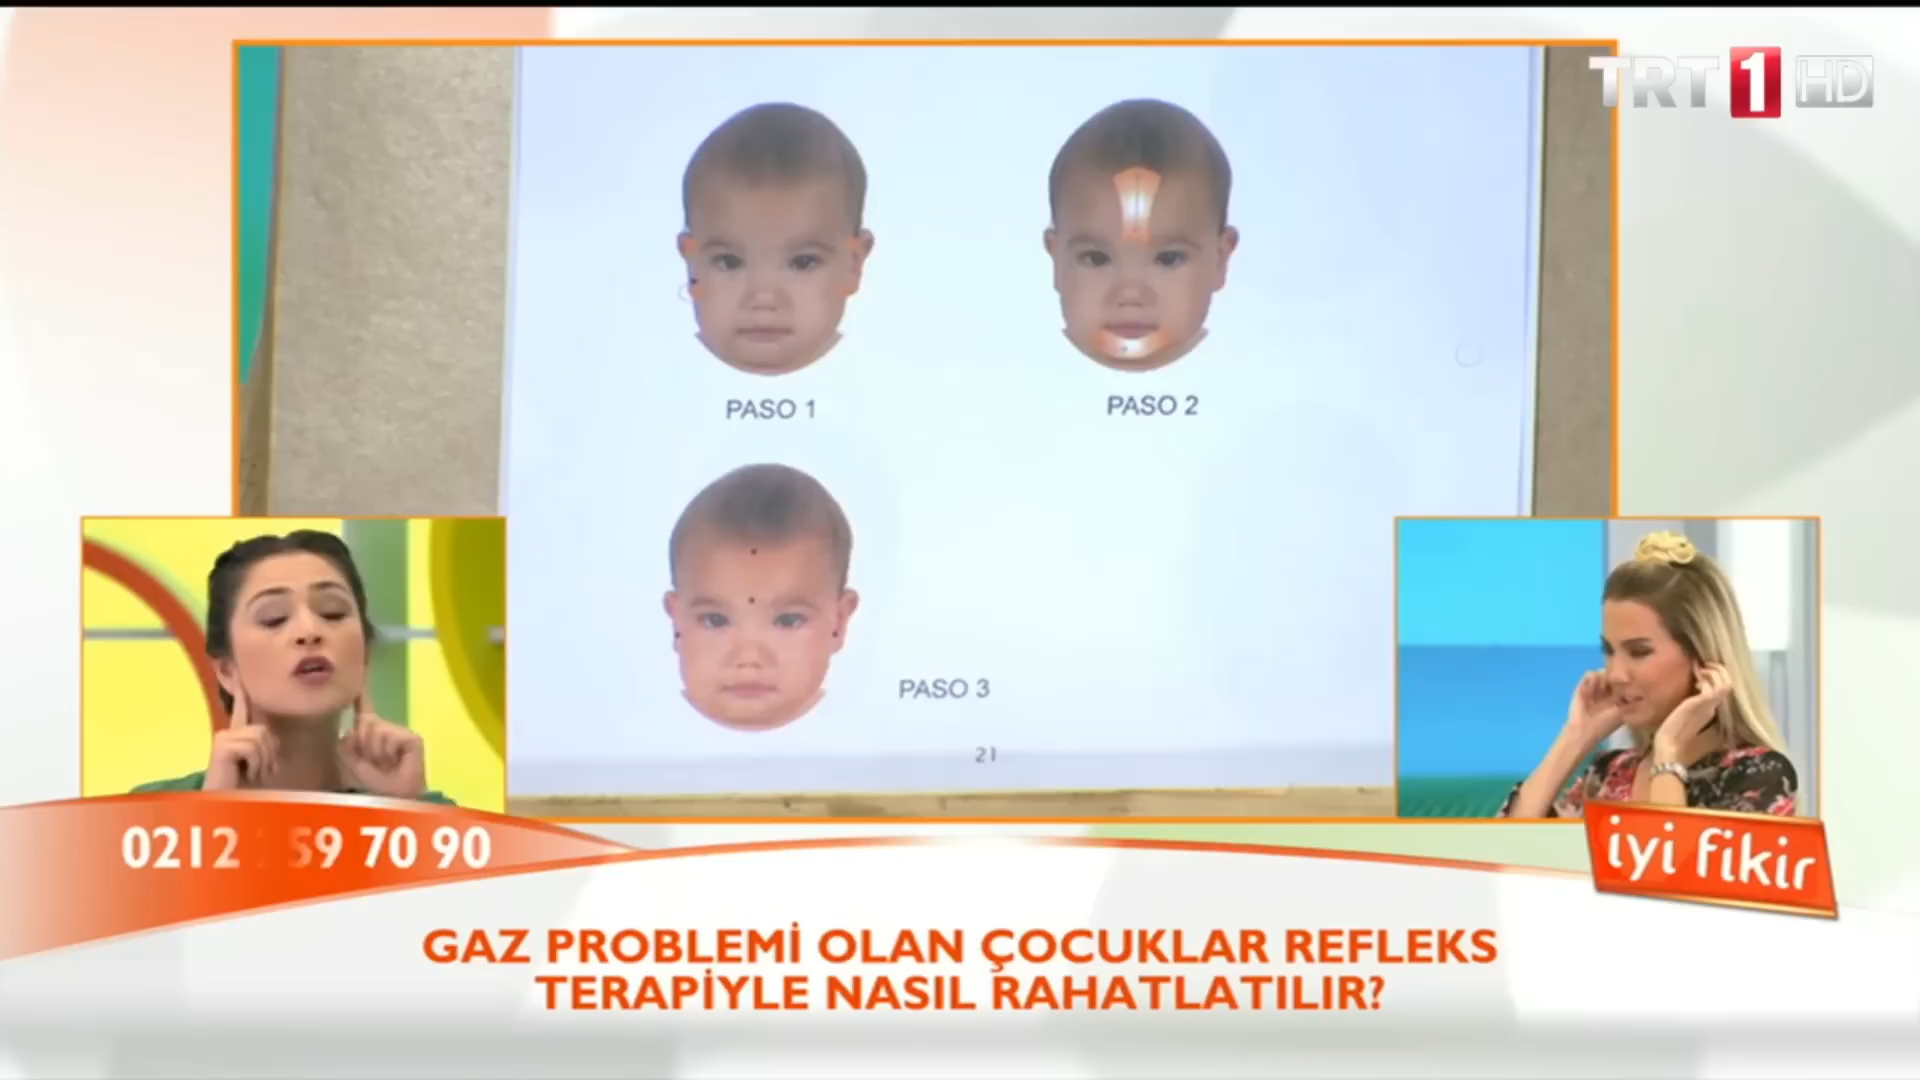 TRT 1 HD
PASO 1
PASO 2
PASO 3
21
0212 59 70 90
iyi fikir
GAZ PROBLEMİ OLAN ÇOCUKLAR REFLEKS
TERAPİYLE NASIL RAHATLATILIR?